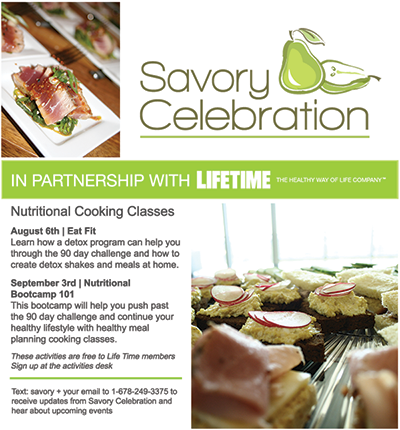 Savory
Celebration
IN PARTNERSHIP WITH LIFETIME THE HEALTHY WAY OF LIFE COMPANY™
Nutritional Cooking Classes
August 6th | Eat Fit
Learn how a detox program can help you
through the 90 day challenge and how to
create detox shakes and meals at home.
September 3rd | Nutritional
Bootcamp 101
This bootcamp will help you push past
the 90 day challenge and continue your
healthy lifestyle with healthy meal
planning cooking classes.
These activities are free to Life Time members
Sign up at the activities desk
Text: savory + your email to 1-678-249-3375 to
receive updates from Savory Celebration and
hear about upcoming events